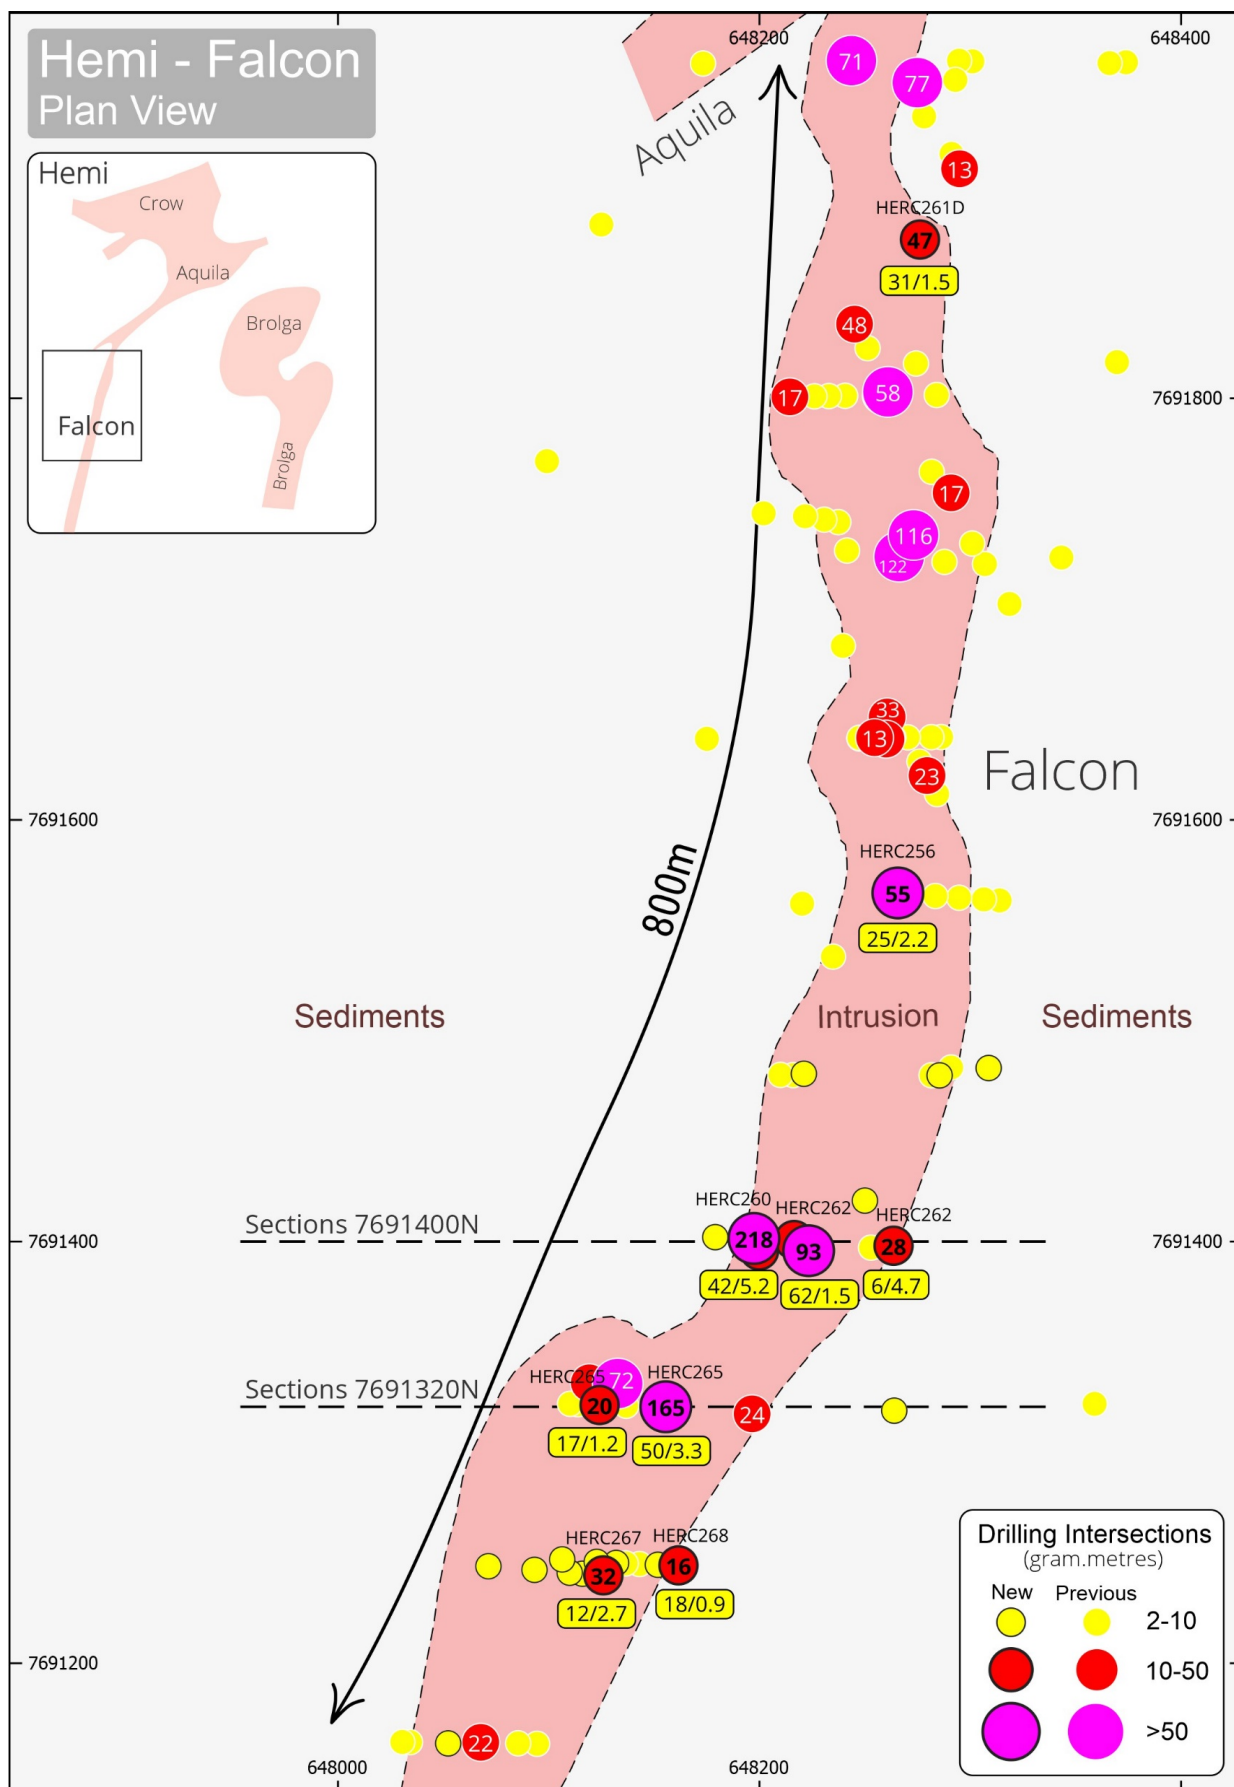 Hemi - Falcon
Plan View
648200
648400
71
77
Aquila
13
Hemi
Crow
Aquila
Brolga
Falcon
Brolga
HERC261D
47
31/1.5
48
17
58
7691800
17
116
122
33
13
23
Falcon
7691600
7691600
800m
HERC256
55
25/2.2
Sediments
Intrusion
Sediments
HERC260
HERC262
HERC262
Sections 7691400N
218
93
28
7691400
7691400
42/5.2
62/1.5
6/4.7
HERC265
HERC265
72
Sections 7691320N
20
165
24
17/1.2
50/3.3
HERC267
HERC268
32
16
12/2.7
18/0.9
7691200
22
648000
648200
Drilling Intersections
(gram.metres)
New Previous
2-10
10-50
>50